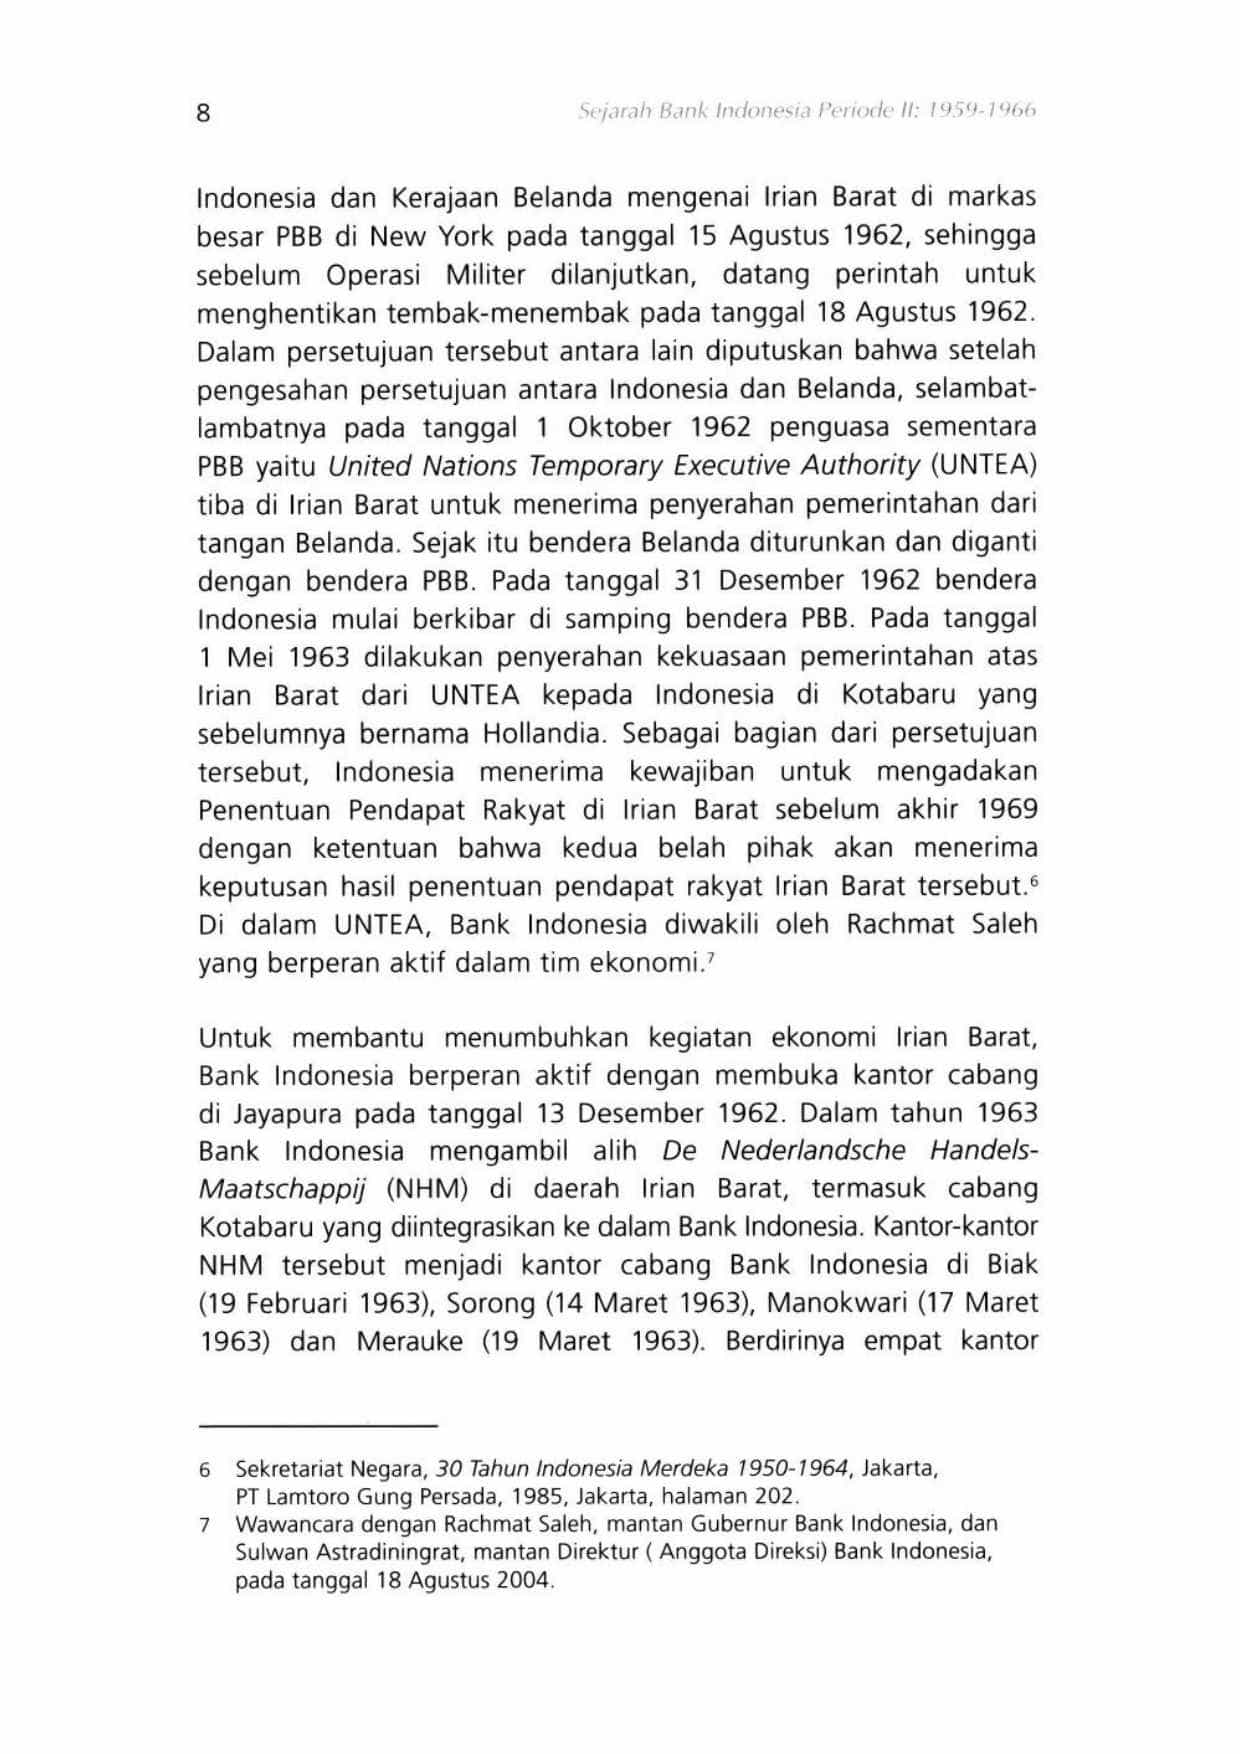 8
Sejarah Bank Indonesia Periode II: 1959-1966
Indonesia dan Kerajaan Belanda mengenai Irian Barat di markas
besar PBB di New York pada tanggal 15 Agustus 1962, sehingga
sebelum Operasi Militer dilanjutkan, datang perintah untuk
menghentikan tembak-menembak pada tanggal 18 Agustus 1962.
Dalam persetujuan tersebut antara lain diputuskan bahwa setelah
pengesahan persetujuan antara Indonesia dan Belanda, selambat-
lambatnya pada tanggal 1 Oktober 1962 penguasa sementara
PBB yaitu United Nations Temporary Executive Authority (UNTEA)
tiba di Irian Barat untuk menerima penyerahan pemerintahan dari
tangan Belanda. Sejak itu bendera Belanda diturunkan dan diganti
dengan bendera PBB. Pada tanggal 31 Desember 1962 bendera
Indonesia mulai berkibar di samping bendera PBB. Pada tanggal
1 Mei 1963 dilakukan penyerahan kekuasaan pemerintahan atas
Irian Barat dari UNTEA kepada Indonesia di Kotabaru yang
sebelumnya bernama Hollandia. Sebagai bagian dari persetujuan
tersebut, Indonesia menerima kewajiban untuk mengadakan
Penentuan Pendapat Rakyat di Irian Barat sebelum akhir 1969
dengan ketentuan bahwa kedua belah pihak akan menerima
keputusan hasil penentuan pendapat rakyat Irian Barat tersebut.⁶
Di dalam UNTEA, Bank Indonesia diwakili oleh Rachmat Saleh
yang berperan aktif dalam tim ekonomi.⁷
Untuk membantu menumbuhkan kegiatan ekonomi Irian Barat,
Bank Indonesia berperan aktif dengan membuka kantor cabang
di Jayapura pada tanggal 13 Desember 1962. Dalam tahun 1963
Bank Indonesia mengambil alih De Nederlandsche Handels-
Maatschappij (NHM) di daerah Irian Barat, termasuk cabang
Kotabaru yang diintegrasikan ke dalam Bank Indonesia. Kantor-kantor
NHM tersebut menjadi kantor cabang Bank Indonesia di Biak
(19 Februari 1963), Sorong (14 Maret 1963), Manokwari (17 Maret
1963) dan Merauke (19 Maret 1963). Berdirinya empat kantor
6 Sekretariat Negara, 30 Tahun Indonesia Merdeka 1950-1964, Jakarta,
PT Lamtoro Gung Persada, 1985, Jakarta, halaman 202.
7 Wawancara dengan Rachmat Saleh, mantan Gubernur Bank Indonesia, dan
Sulwan Astradiningrat, mantan Direktur ( Anggota Direksi) Bank Indonesia,
pada tanggal 18 Agustus 2004.